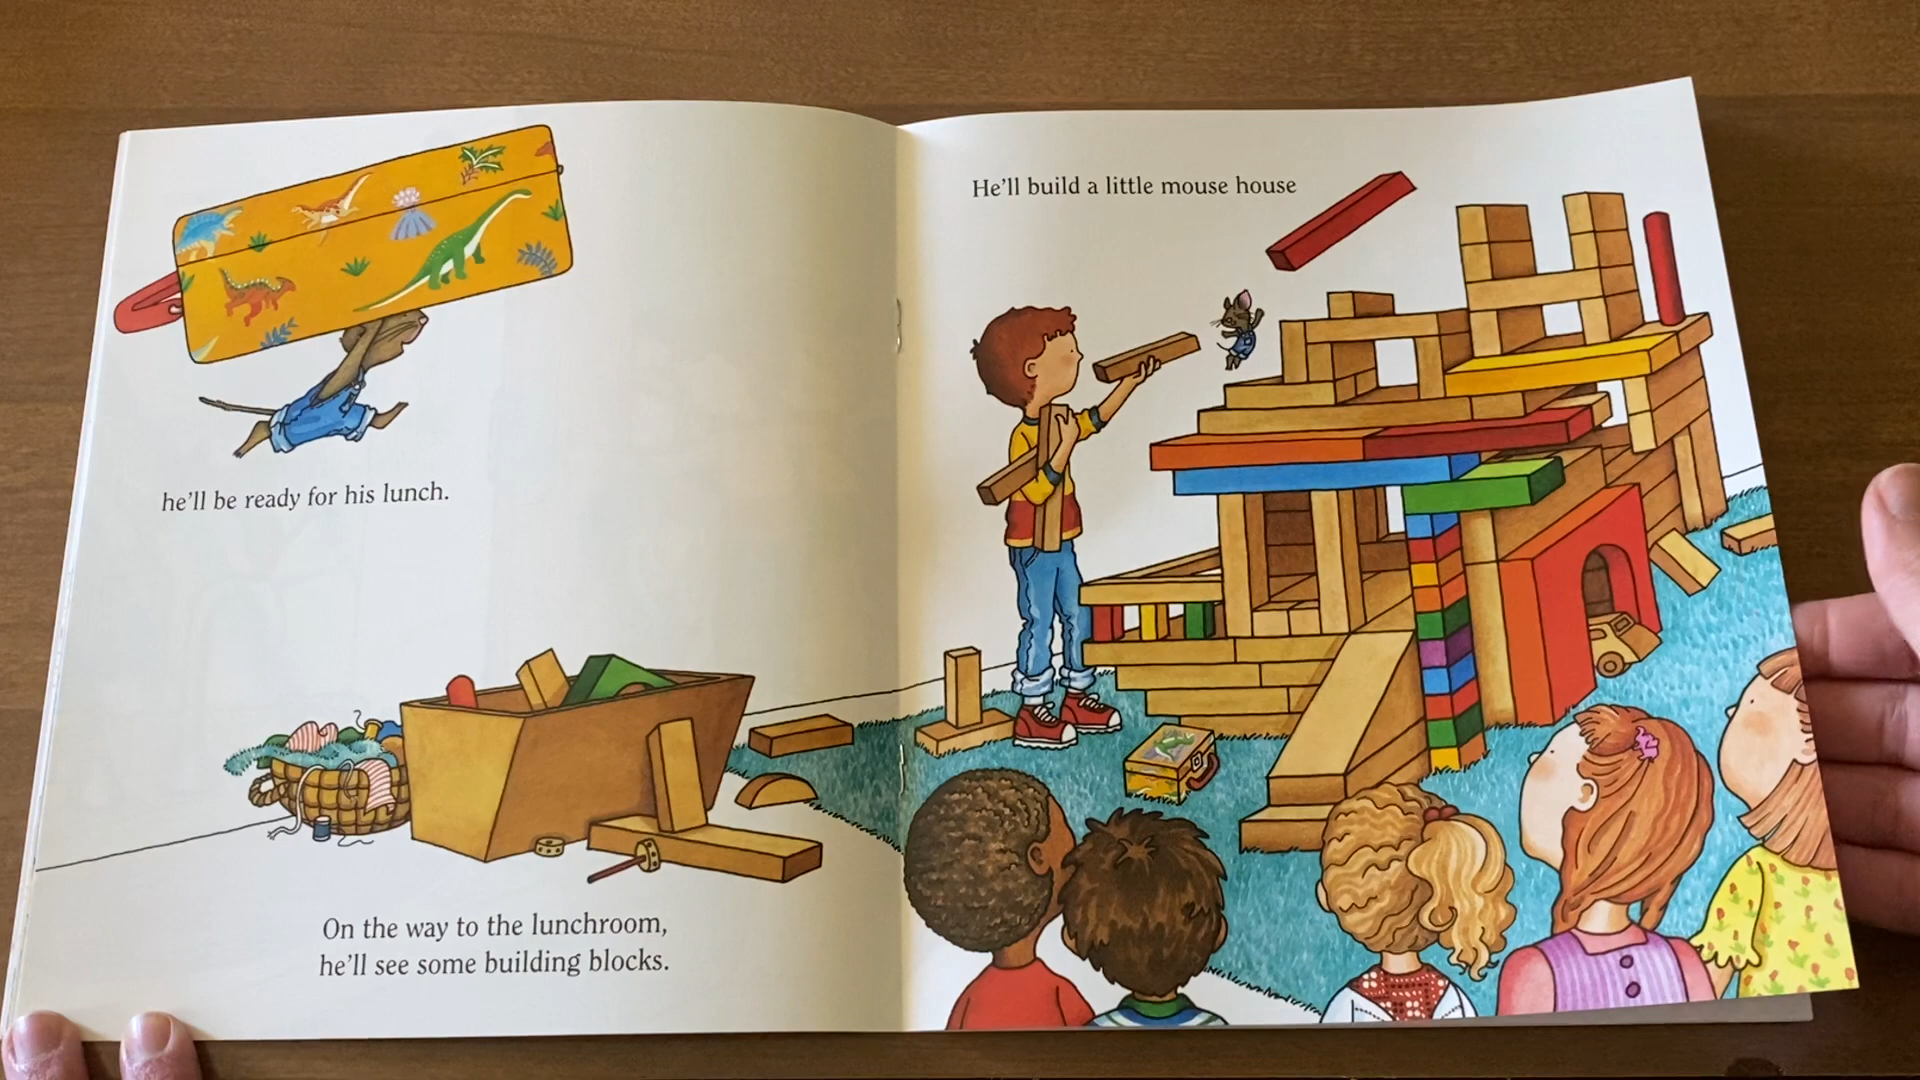 he'll be ready for his lunch.
On the way to the lunchroom,
he'll see some building blocks.
He'll build a little mouse house